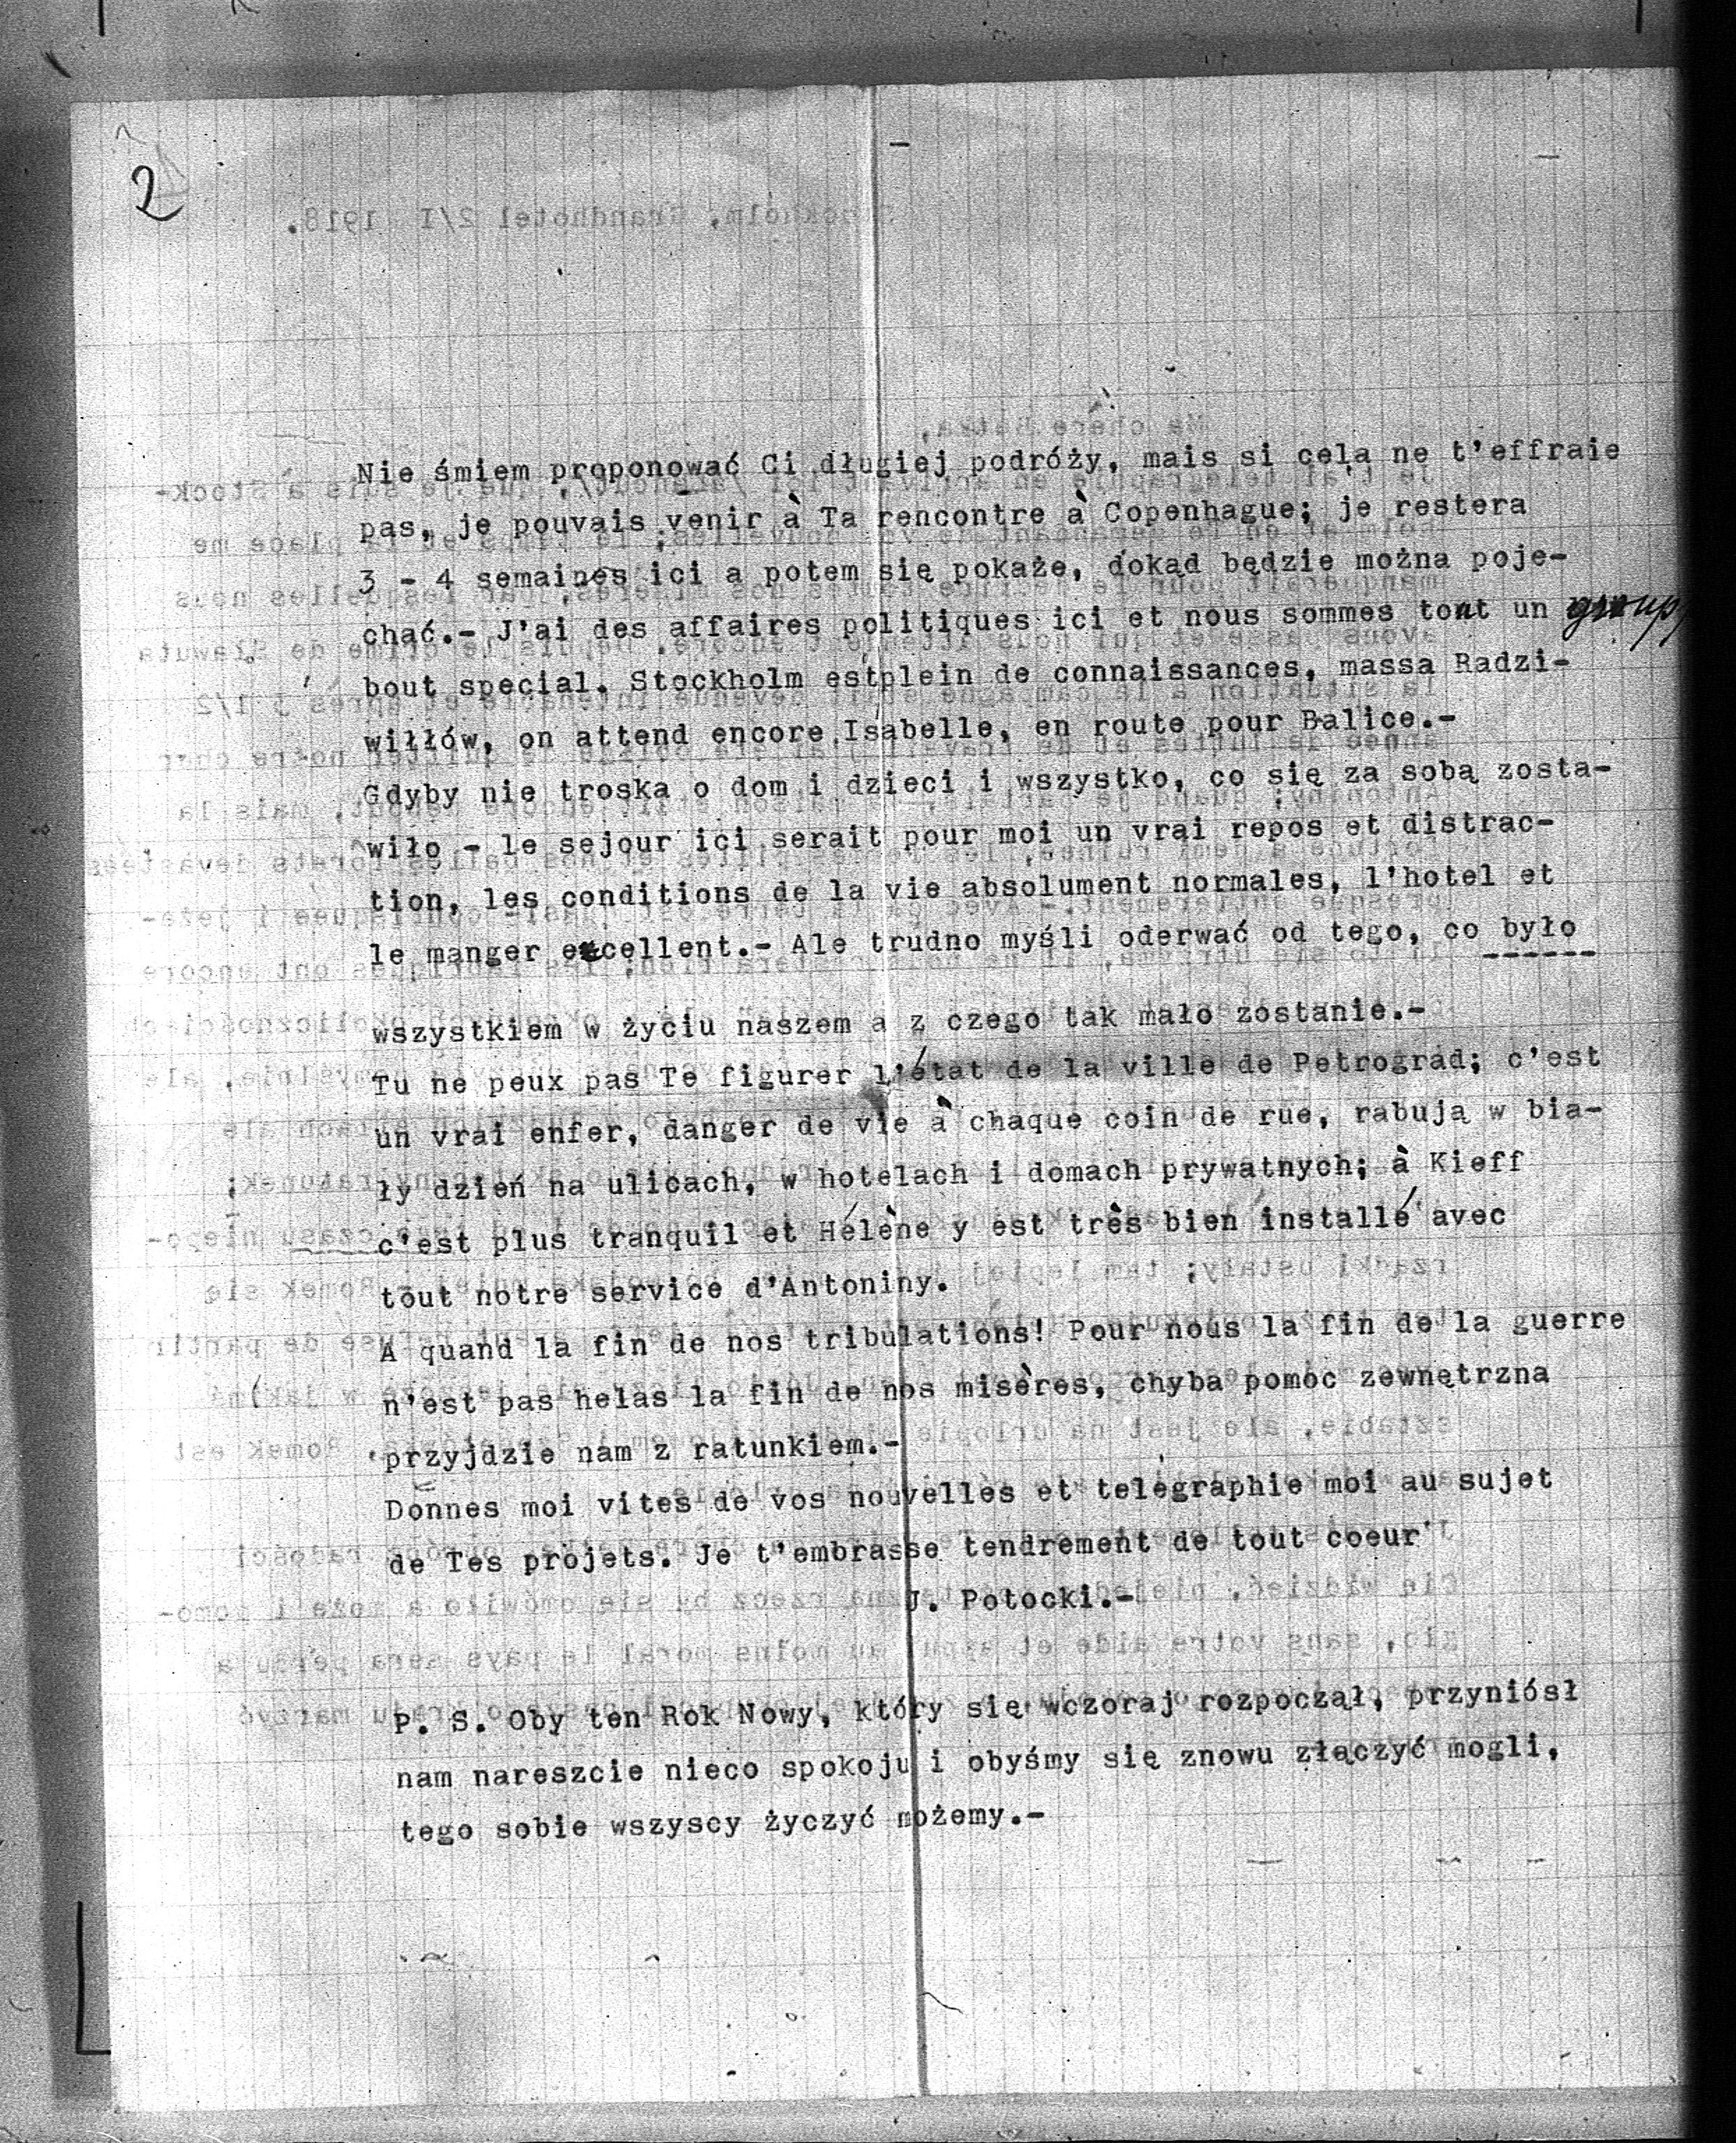 2
Nie śmiem proponować Ci długiej podróży, mais si cela ne t'effraie
pas, je pouvais venir à Ta rencontre à Copenhague; je restera
3 - 4 semaines ici a potem się pokaże, dokąd będzie można poje-
chać.- J'ai des affaires politiques ici et nous sommes tout un group
bout special. Stockholm estplein de connaissances, massa Radzi-
wiłłów, on attend encore Isabelle, en route pour Balice.-
Gdyby nie troska o dom i dzieci i wszystko, co się za sobą zosta-
wiło - le sejour ici serait pour moi un vrai repos et distrac-
tion, les conditions de la vie absolument normales, l'hotel et
le manger excellent.- Ale trudno myśli oderwać od tego, co było
wszystkiem w życiu naszem a z czego tak mało zostanie.-
Tu ne peux pas Te figurer l'état de la ville de Petrograd; c'est
un vrai enfer, danger de vie à chaque coin de rue, rabują w bia-
ły dzień na ulicach, w hotelach i domach prywatnych; à Kieff
c'est plus tranquil et Hélène y est très bien installé avec
tout notre service d'Antoniny.
A quand la fin de nos tribulations! Pour nous la fin de la guerre
n'est pas helas la fin de nos misères, chyba pomoc zewnętrzna
przyjdzie nam z ratunkiem.-
Donnes moi vites de vos nouvelles et telégraphie moi au sujet
de Tes projets. Je t'embrasse tendrement de tout coeur
J. Potocki.-
P. S. Oby ten Rok Nowy, który się wczoraj rozpoczął, przyniósł
nam nareszcie nieco spokoju i obyśmy się znowu złączyć mogli,
tego sobie wszyscy życzyć możemy.-